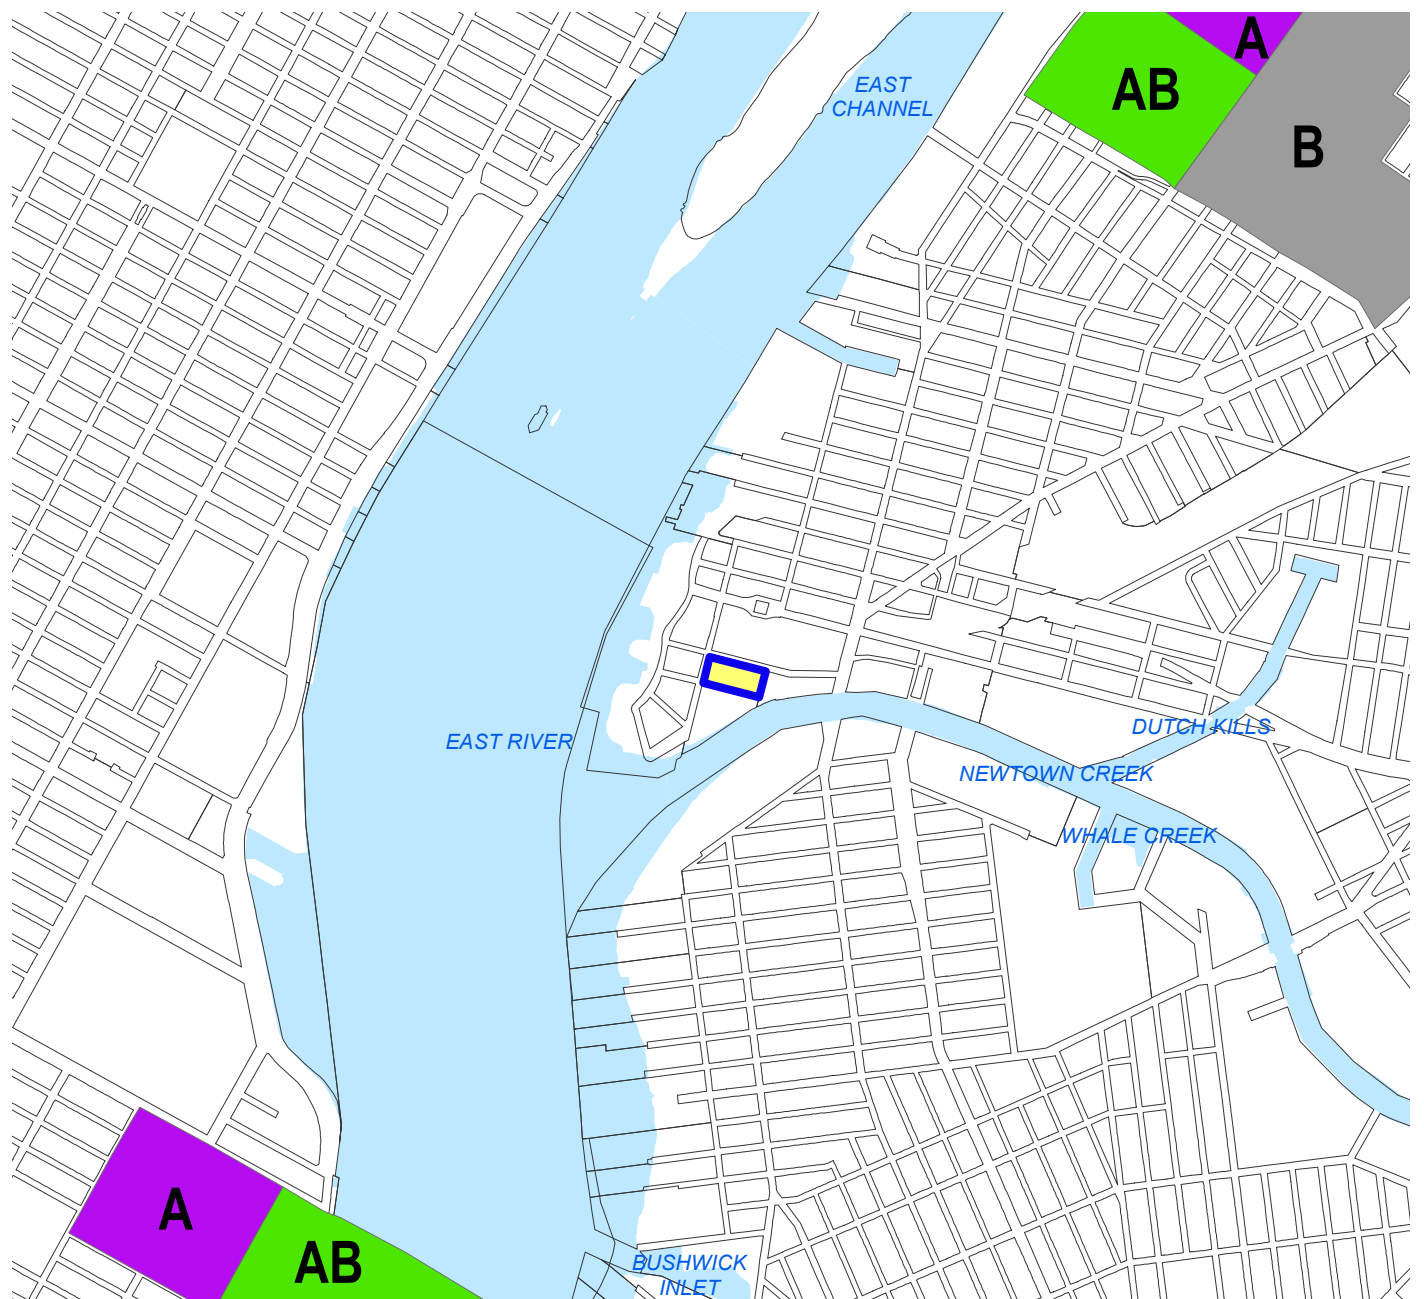 A
EAST
CHANNEL
AB
B
EAST RIVER
DUTCH KILLS
NEWTOWN CREEK
WHALE CREEK
A
AB
BUSHWICK
INLET